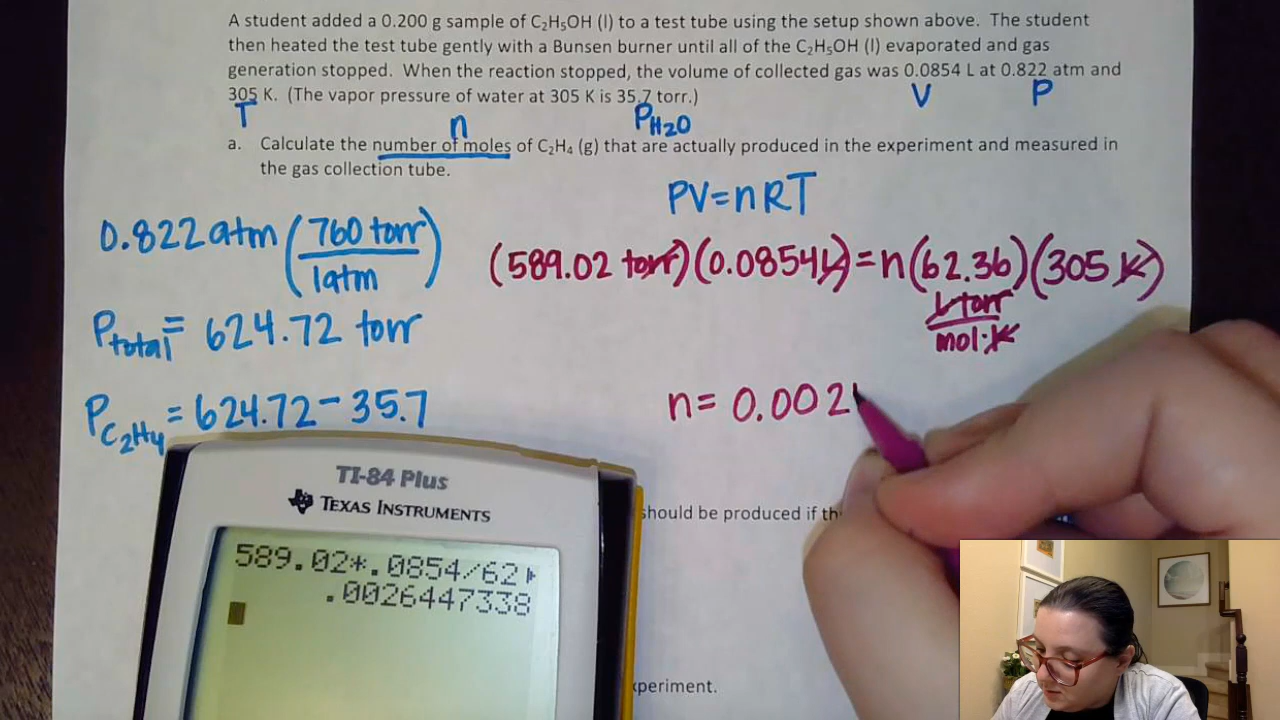 A student added a 0.200 g sample of C₂H₅OH (l) to a test tube using the setup shown above. The student
then heated the test tube gently with a Bunsen burner until all of the C₂H₅OH (l) evaporated and gas
generation stopped. When the reaction stopped, the volume of collected gas was 0.0854 L at 0.822 atm and
305 K. (The vapor pressure of water at 305 K is 35.7 torr.)
T n P_H₂O V P
a. Calculate the number of moles of C₂H₄ (g) that are actually produced in the experiment and measured in
the gas collection tube.
PV=nRT
0.822 atm (760 torr / 1 atm)
(589.02 torr)(0.0854 L) = n(62.36 L torr / mol·K)(305 K)
P_total = 624.72 torr
P_C₂H₄ = 624.72 - 35.7
n = 0.002
TI-84 Plus
TEXAS INSTRUMENTS
589.02*.0854/62
.0026447338
should be produced if
periment.